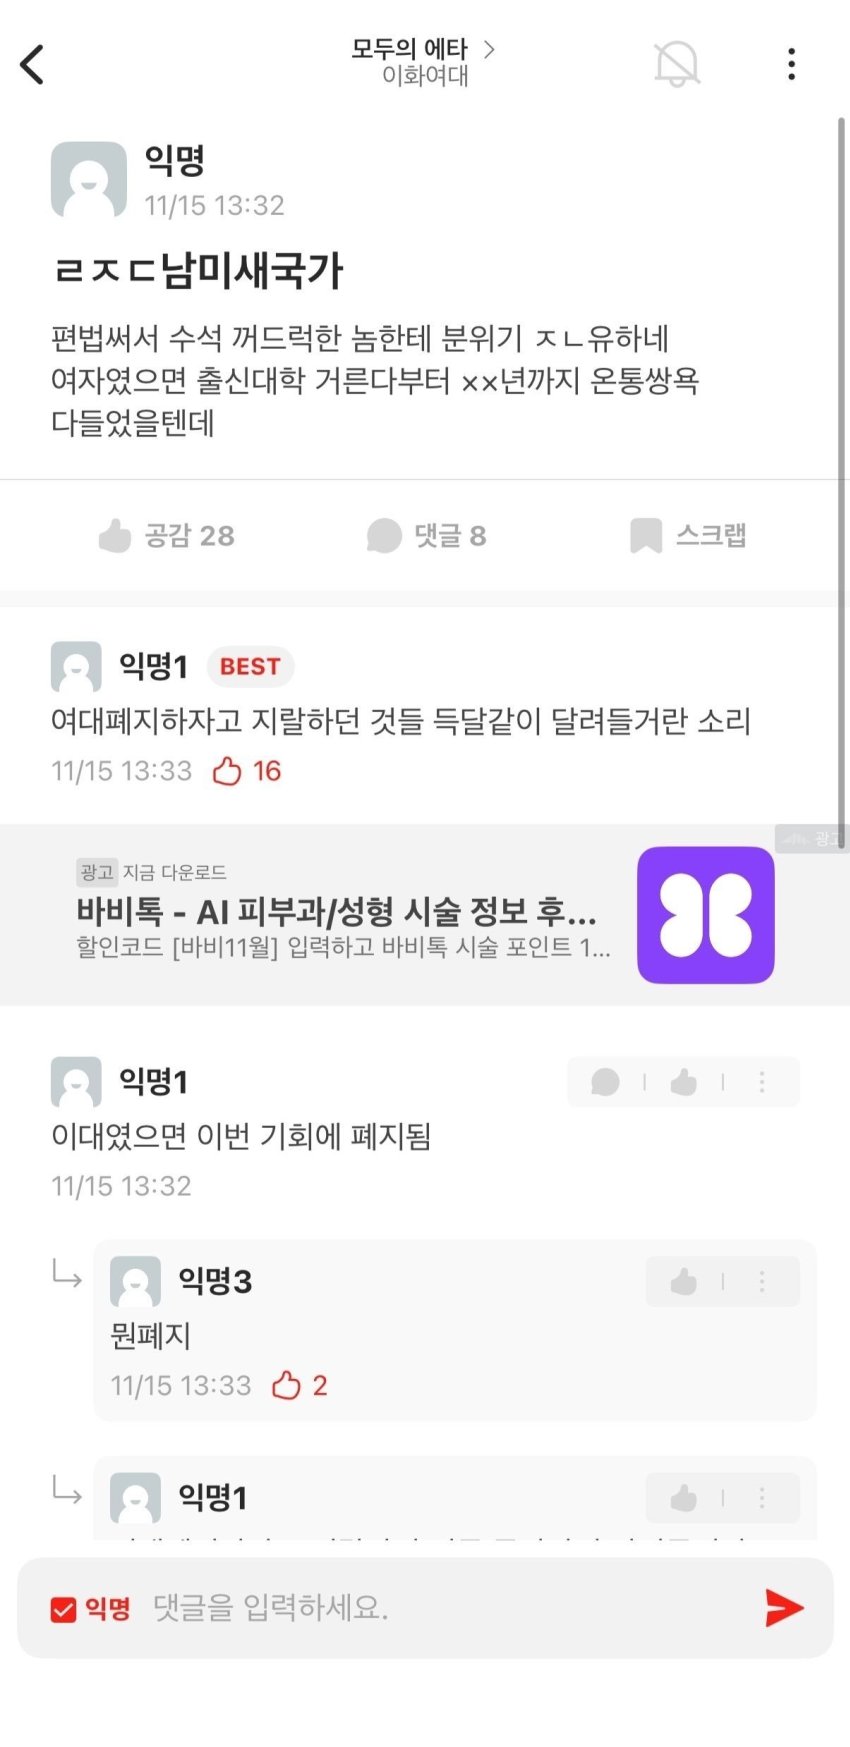 모두의 에타
이화여대
익명
11/15 13:32
ㄹㅈㄷ남미새국가
편법써서 수석 꺼드럭한 놈한테 분위기 ㅈㄴ유하네
여자였으면 출신대학 거른다부터 ××년까지 온통쌍욕
다들었을텐데
공감 28
댓글 8
스크랩
익명1 BEST
여대폐지하자고 지랄하던 것들 득달같이 달려들거란 소리
11/15 13:33 16
광고
광고 지금 다운로드
바비톡 - AI 피부과/성형 시술 정보 후...
할인코드 [바비11월] 입력하고 바비톡 시술 포인트 1...
익명1
이대였으면 이번 기회에 폐지됨
11/15 13:32
익명3
뭔폐지
11/15 13:33 2
익명1
익명 댓글을 입력하세요.